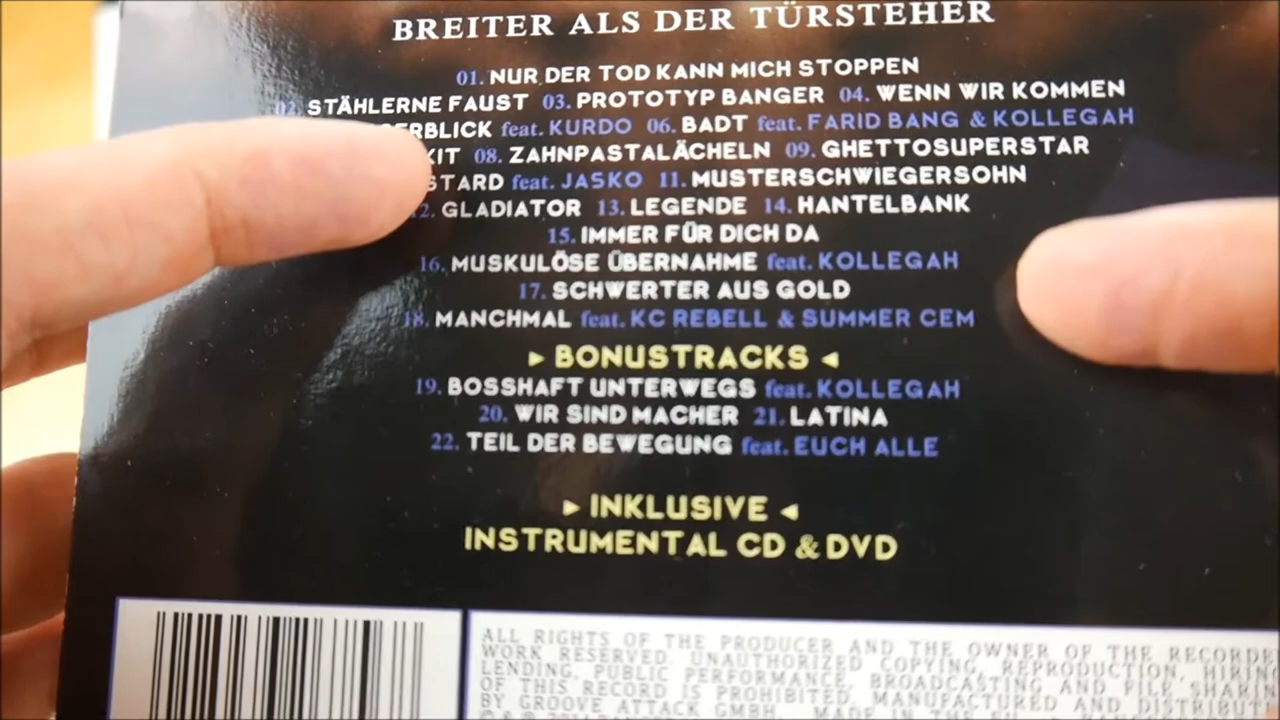 BREITER ALS DER TÜRSTEHER
01. NUR DER TOD KANN MICH STOPPEN
02. STÄHLERNE FAUST 03. PROTOTYP BANGER 04. WENN WIR KOMMEN
feat. KURDO 06. BADT feat. FARID BANG & KOLLEGAH
08. ZAHNPASTALÄCHELN 09. GHETTOSUPERSTAR
feat. JASKO 11. MUSTERSCHWIEGERSOHN
12. GLADIATOR 13. LEGENDE 14. HANTELBANK
15. IMMER FÜR DICH DA
16. MUSKULÖSE ÜBERNAHME feat. KOLLEGAH
17. SCHWERTER AUS GOLD
18. MANCHMAL feat. KC REBELL & SUMMER CEM
▸ BONUSTRACKS ◂
19. BOSSHAFT UNTERWEGS feat. KOLLEGAH
20. WIR SIND MACHER 21. LATINA
22. TEIL DER BEWEGUNG feat. EUCH ALLE
▸ INKLUSIVE ◂
INSTRUMENTAL CD & DVD
ALL RIGHTS OF THE PRODUCER AND THE OWNER OF THE
WORK RESERVED UNAUTHORIZED COPYING, REPRODUCTION,
LENDING, PUBLIC PERFORMANCE, BROADCASTING AND FILE
OF THIS RECORD IS PROHIBITED. MANUFACTURED AND
BY GROOVE ATTACK GMBH. MADE IN THE